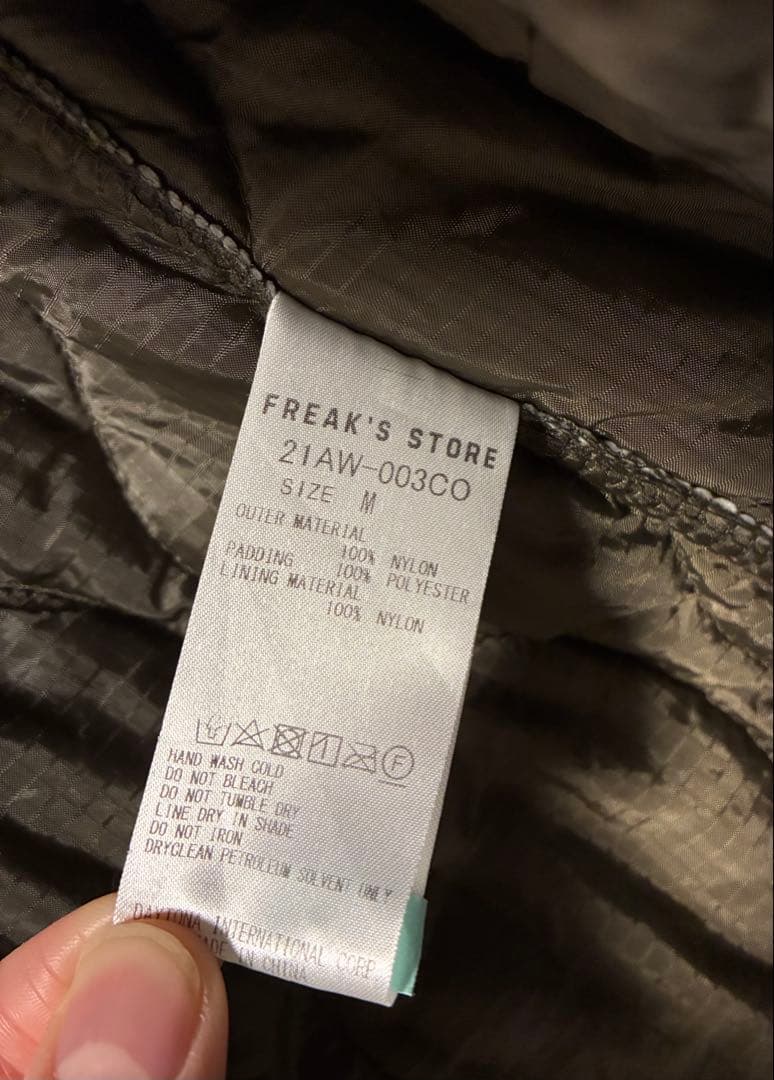 FREAK'S STORE
21AW-003CO
SIZE M
OUTER MATERIAL
100% NYLON
PADDING 100% POLYESTER
LINING MATERIAL
100% NYLON
F
HAND WASH COLD
DO NOT BLEACH
DO NOT TUMBLE DRY
LINE DRY IN SHADE
DO NOT IRON
DRYCLEAN PETROLEUM SOLVENT ONLY
DAYTONA INTERNATIONAL CORP.
MADE IN CHINA